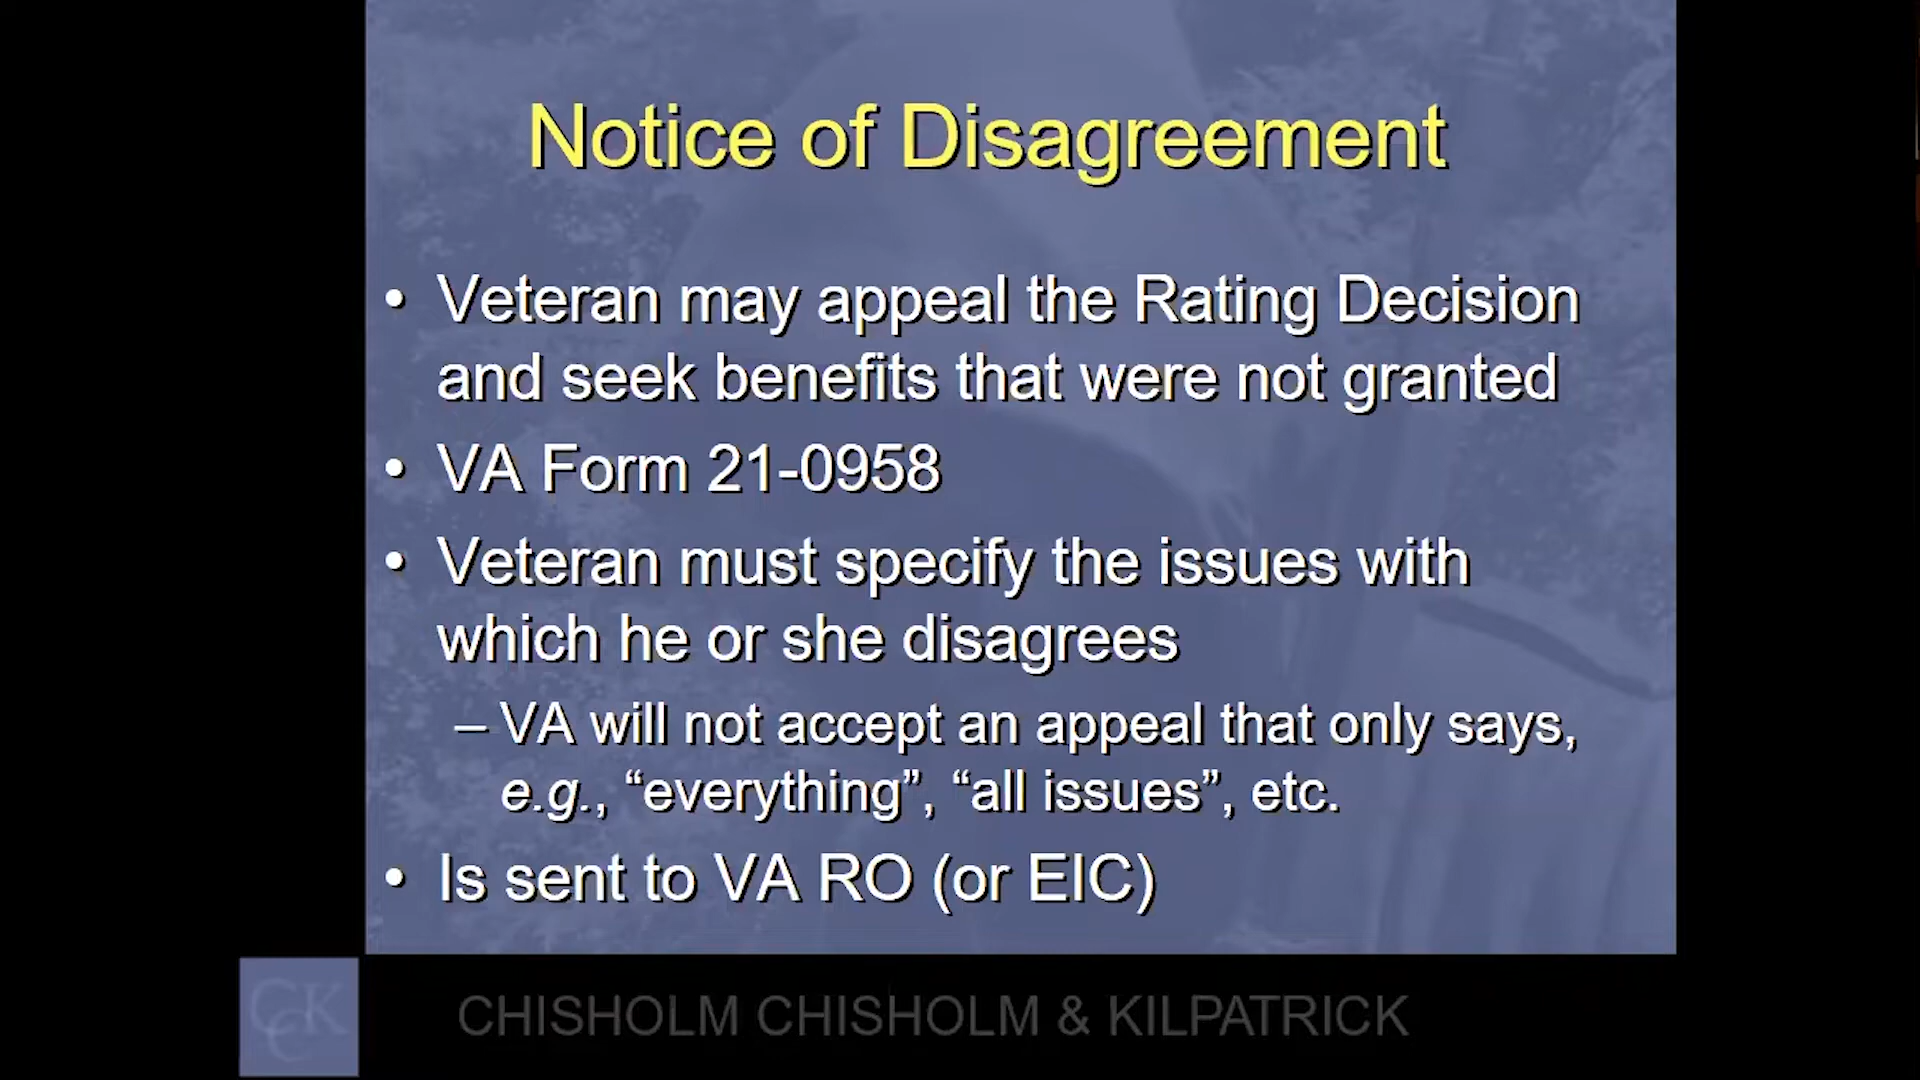 Notice of Disagreement
• Veteran may appeal the Rating Decision
and seek benefits that were not granted
• VA Form 21-0958
• Veteran must specify the issues with
which he or she disagrees
– VA will not accept an appeal that only says,
e.g., “everything”, “all issues”, etc.
• Is sent to VA RO (or EIC)
CCK
CHISHOLM CHISHOLM & KILPATRICK